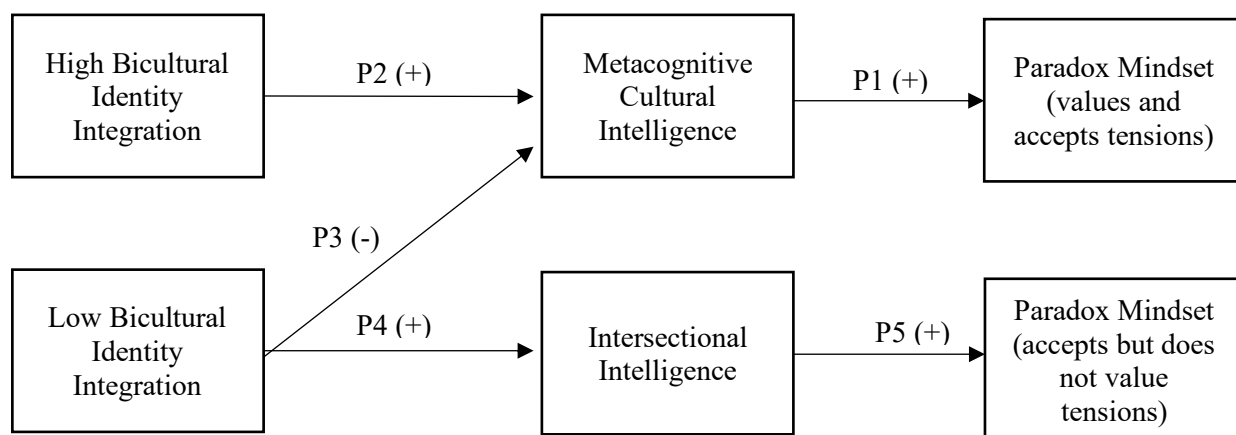 High Bicultural
Identity
Integration
P2 (+)
Metacognitive
Cultural
Intelligence
P1 (+)
Paradox Mindset
(values and
accepts tensions)
P3 (-)
Low Bicultural
Identity
Integration
P4 (+)
Intersectional
Intelligence
P5 (+)
Paradox Mindset
(accepts but does
not value
tensions)